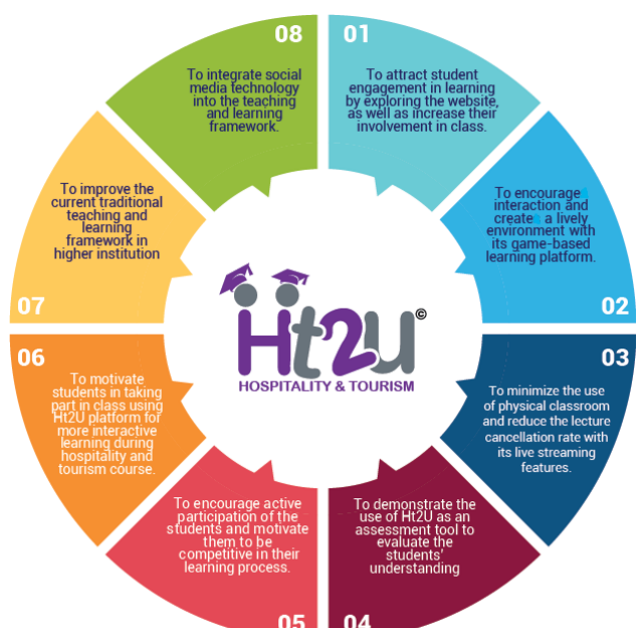 01
To attract student
engagement in learning
by exploring the website,
as well as increase their
involvement in class.
To encourage
interaction and
create a lively
environment with
its game-based
learning platform.
02
03
To minimize the use
of physical classroom
and reduce the lecture
cancellation rate with
its live streaming
features.
To demonstrate the
use of Ht2U as an
assessment tool to
evaluate the
students'
understanding
04
To encourage active
participation of the
students and motivate
them to be
competitive in their
learning process.
05
06
To motivate
students in taking
part in class using
Ht2U platform for
more interactive
learning during
hospitality and
tourism course.
To improve the
current traditional
teaching and
learning
framework in
higher institution
07
08
To integrate social
media technology
into the teaching
and learning
framework.
Ht2U©
HOSPITALITY & TOURISM